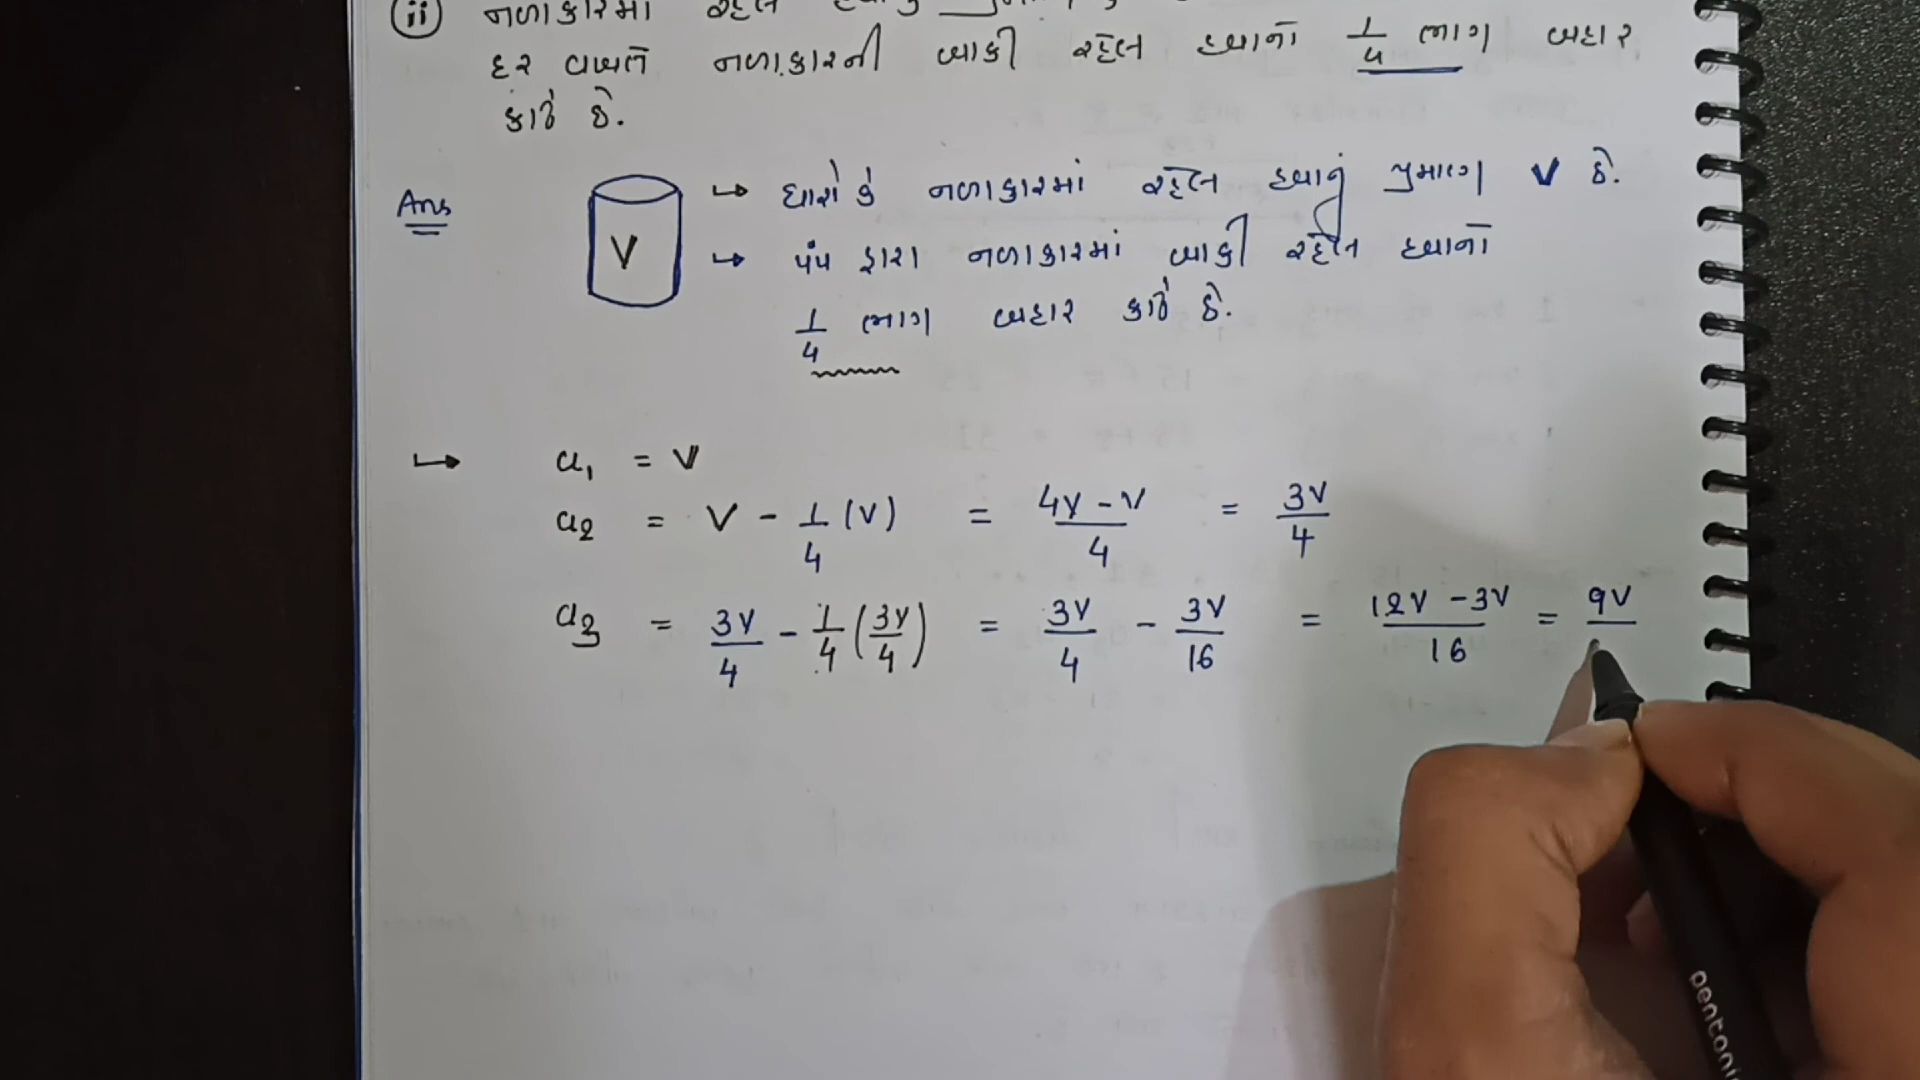 (ii) નળાકારમાં રહેલ
દર વખતે નળાકારની બાકી રહેલ હવાનો 1/4 ભાગ બહાર
કાઢે છે.
Ans
V
↦ ધારો કે નળાકારમાં રહેલ હવાનું પ્રમાણ V છે.
↦ પંપ દ્વારા નળાકારમાં બાકી રહેલ હવાનો
1/4 ભાગ બહાર કાઢે છે.
↦ a₁ = V
a₂ = V - 1/4 (V) = 4V - V/4 = 3V/4
a₃ = 3V/4 - 1/4 (3V/4) = 3V/4 - 3V/16 = 12V - 3V/16 = 9V/
pentonic